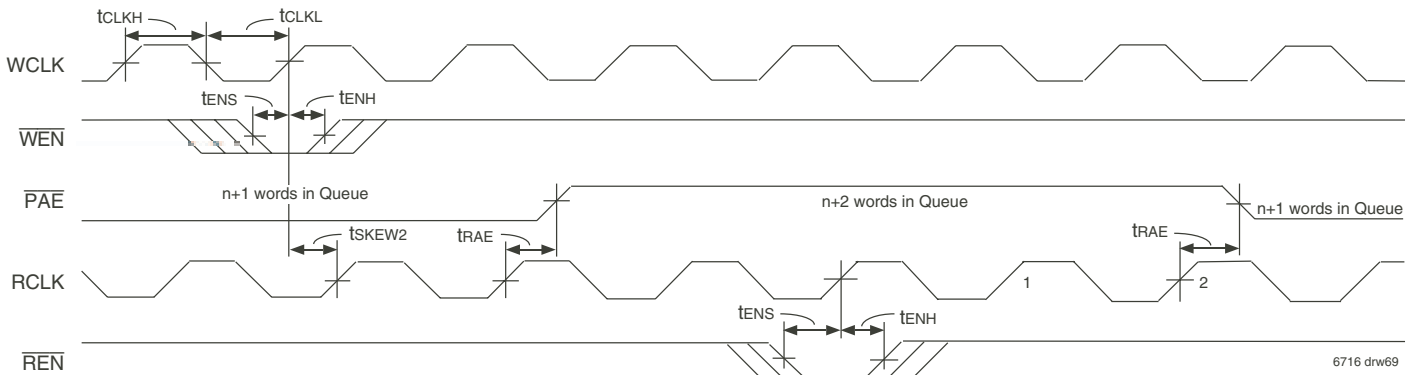 tCLKH tCLKL
WCLK
tENS tENH
WEN
PAE n+1 words in Queue n+2 words in Queue n+1 words in Queue
tSKEW2 tRAE tRAE
RCLK 1 2
tENS tENH
REN
6716 drw69